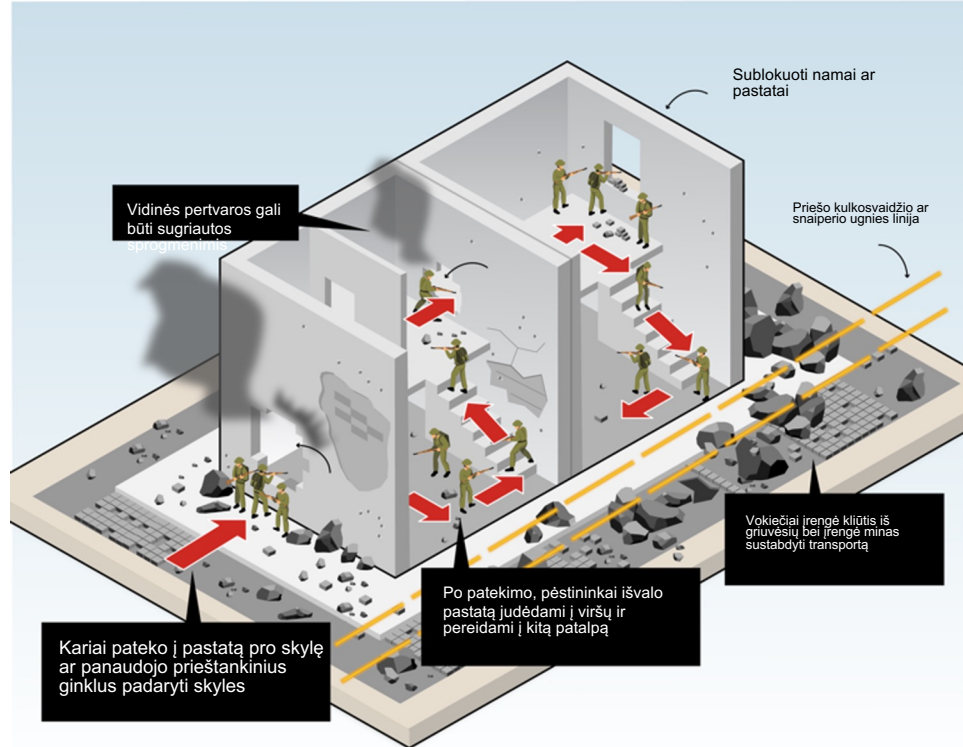 Sublokuoti namai ar
pastatai
Vidinės pertvaros gali
būti sugriautos
sprogmenimis
Priešo kulkosvaidžio ar
snaiperio ugnies linija
Vokiečiai įrengė kliūtis iš
griuvėsių bei įrengė minas
sustabdyti transportą
Po patekimo, pėstininkai išvalo
pastatą judėdami į viršų ir
pereidami į kitą patalpą
Kariai pateko į pastatą pro skylę
ar panaudojo prieštankinius
ginklus padaryti skyles